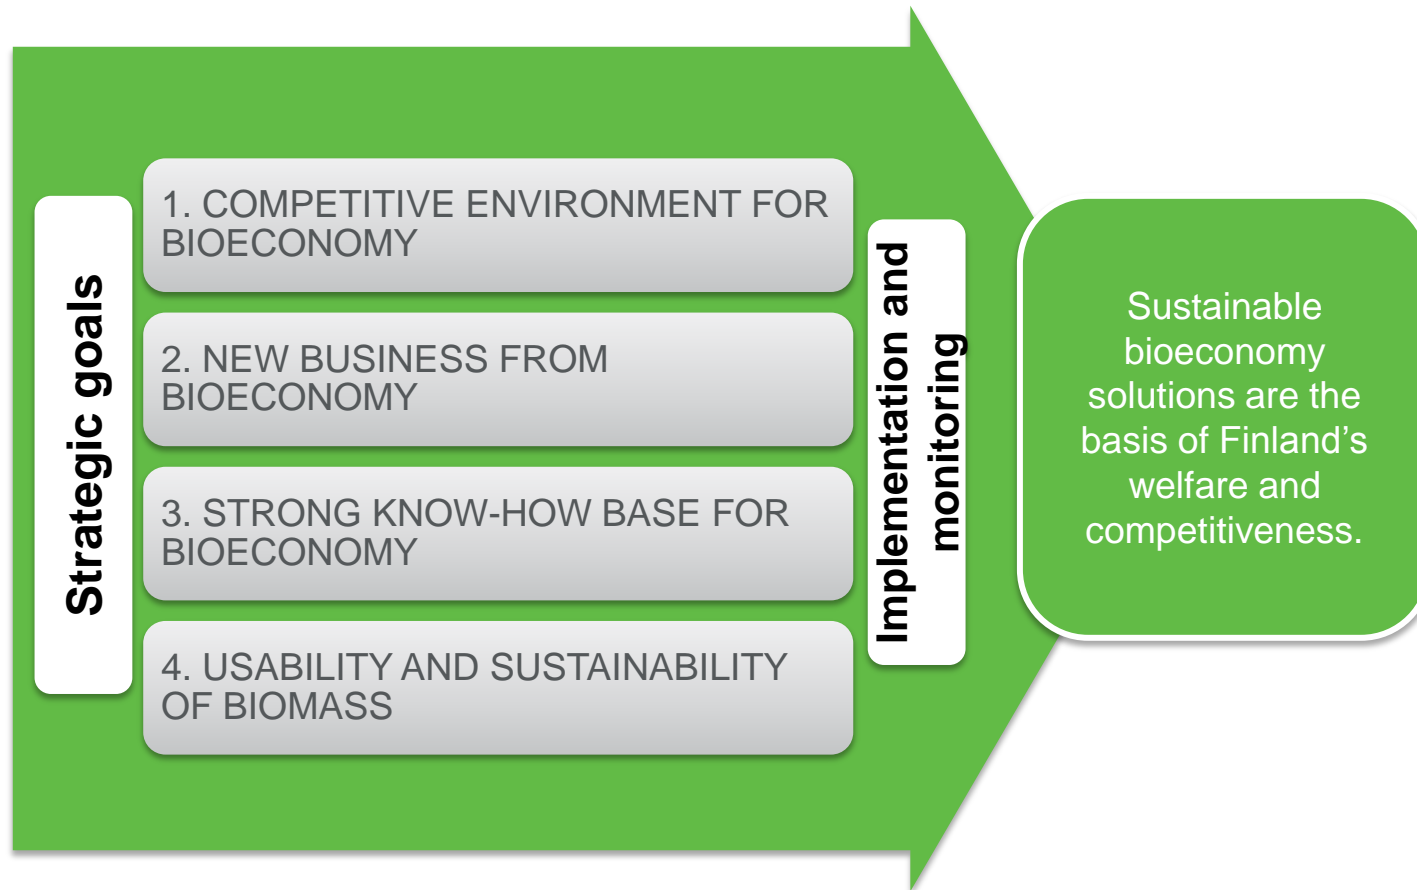 Strategic goals
1. COMPETITIVE ENVIRONMENT FOR
BIOECONOMY
2. NEW BUSINESS FROM
BIOECONOMY
3. STRONG KNOW-HOW BASE FOR
BIOECONOMY
4. USABILITY AND SUSTAINABILITY
OF BIOMASS
Implementation and
monitoring
Sustainable
bioeconomy
solutions are the
basis of Finland’s
welfare and
competitiveness.